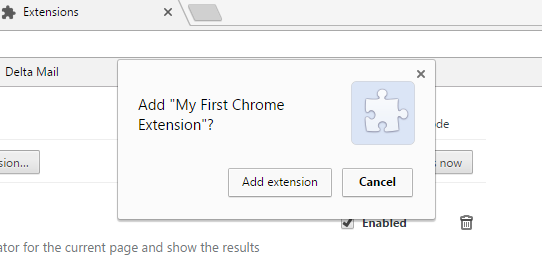 Extensions
Delta Mail
Add "My First Chrome
Extension"?
ode
sion...
s now
Add extension
Cancel
Enabled
ator for the current page and show the results